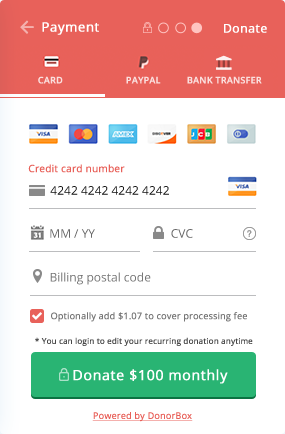 Payment Donate
CARD PAYPAL BANK TRANSFER
VISA AMEX DISCOVER JCB
Credit card number
4242 4242 4242 4242 VISA
31 MM / YY CVC ?
Billing postal code
Optionally add $1.07 to cover processing fee
* You can login to edit your recurring donation anytime
Donate $100 monthly
Powered by DonorBox